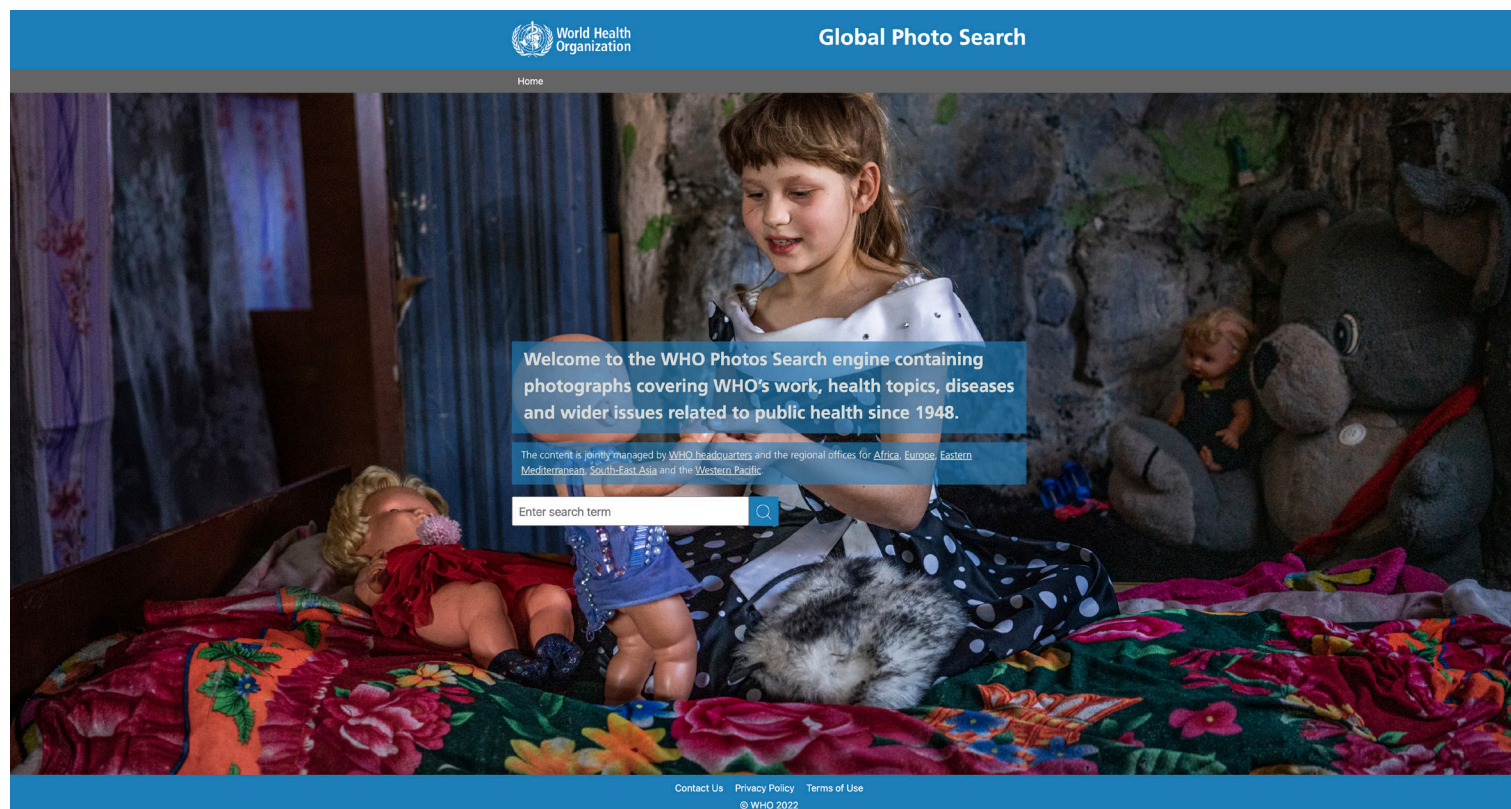 World Health
Organization
Global Photo Search
Home
Welcome to the WHO Photos Search engine containing
photographs covering WHO's work, health topics, diseases
and wider issues related to public health since 1948.
The content is jointly managed by WHO headquarters and the regional offices for Africa, Europe, Eastern
Mediterranean, South-East Asia and the Western Pacific.
Enter search term
Contact Us Privacy Policy Terms of Use
© WHO 2022